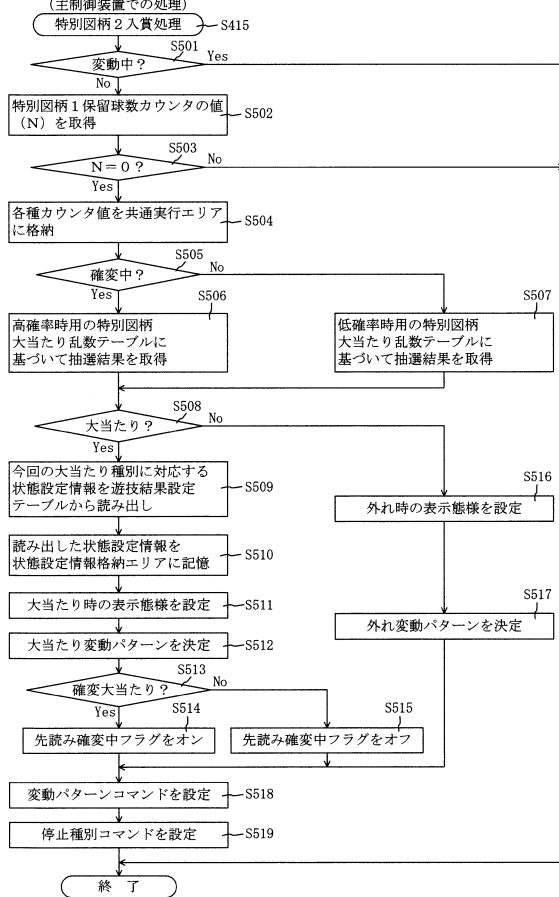 (主制御装置での処理)
特別図柄２入賞処理
S415
S501
変動中？
Yes
No
特別図柄１保留球数カウンタの値
（Ｎ）を取得
S502
S503
Ｎ＝０？
No
Yes
各種カウンタ値を共通実行エリア
に格納
S504
S505
確変中？
No
Yes
S506
S507
高確率時用の特別図柄
大当たり乱数テーブルに
基づいて抽選結果を取得
低確率時用の特別図柄
大当たり乱数テーブルに
基づいて抽選結果を取得
S508
大当たり？
No
Yes
今回の大当たり種別に対応する
状態設定情報を遊技結果設定
テーブルから読み出し
S509
S516
外れ時の表示態様を設定
読み出した状態設定情報を
状態設定情報格納エリアに記憶
S510
大当たり時の表示態様を設定
S511
S517
外れ変動パターンを決定
大当たり変動パターンを決定
S512
S513
確変大当たり？
No
Yes
S514
S515
先読み確変中フラグをオン
先読み確変中フラグをオフ
変動パターンコマンドを設定
S518
停止種別コマンドを設定
S519
終　了